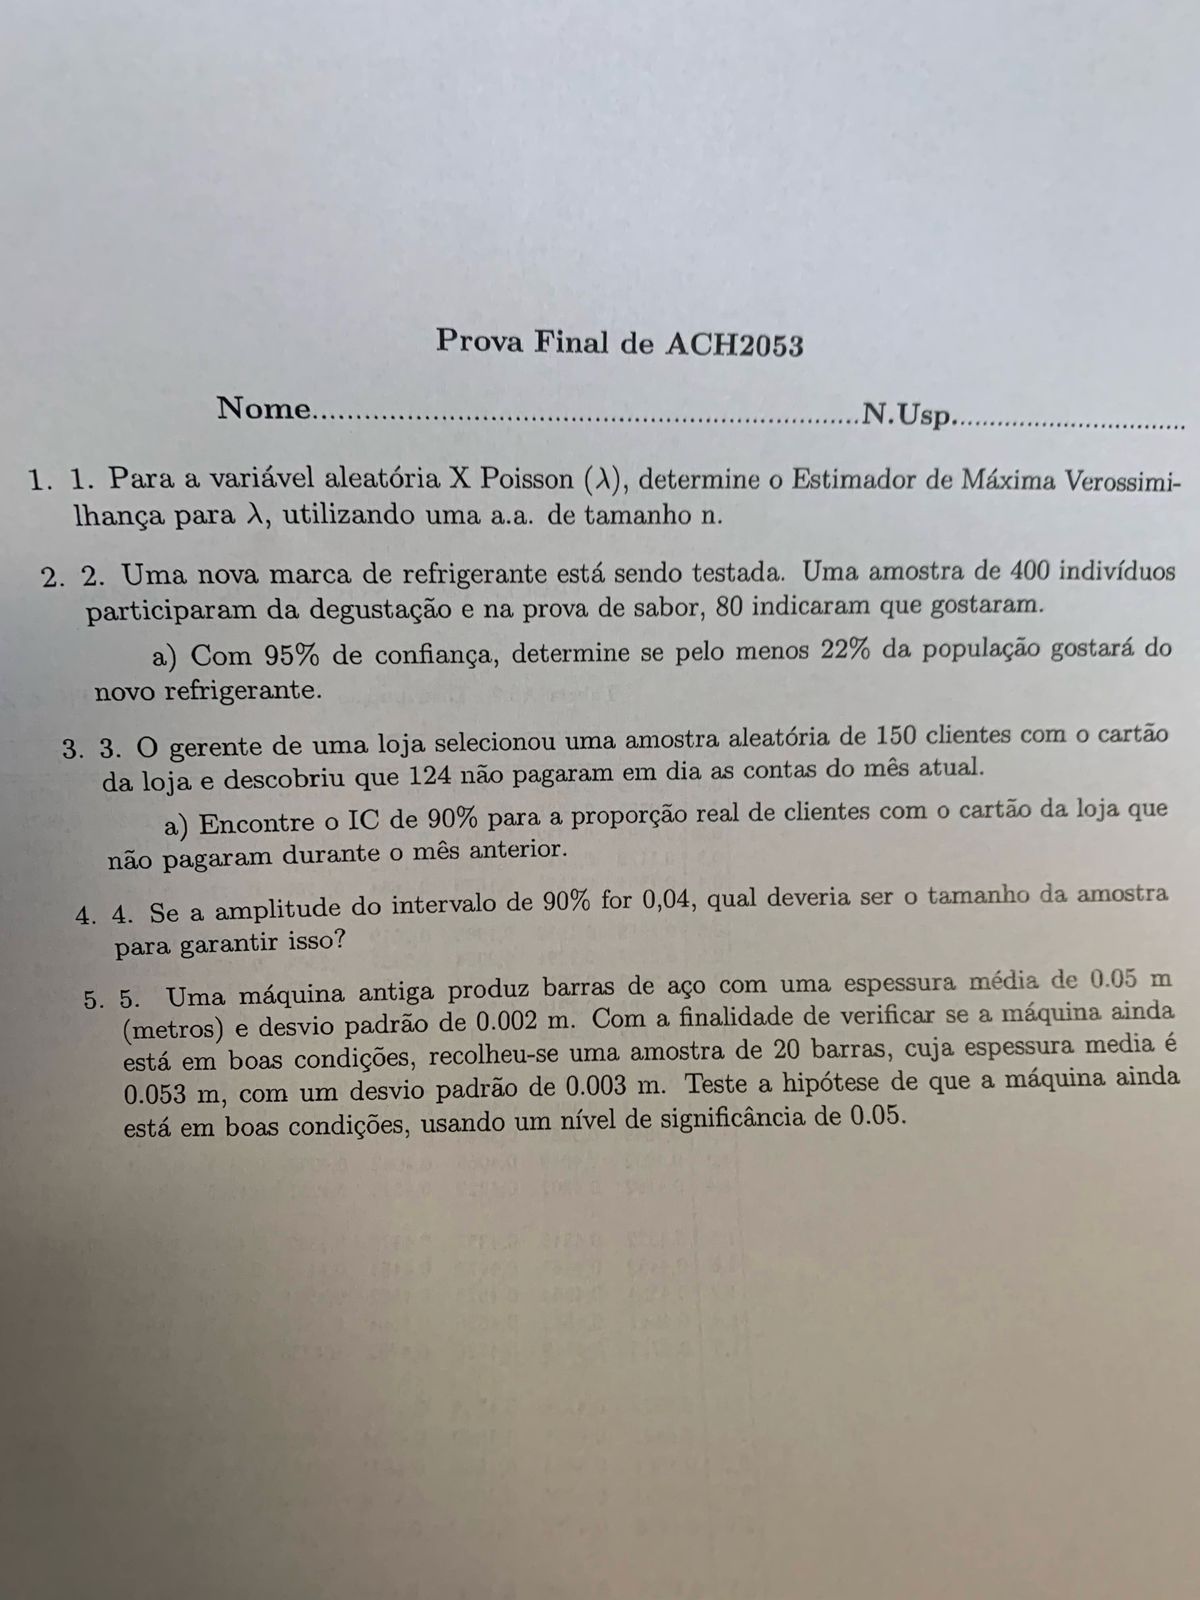 Prova Final de ACH2053
Nome..................................................................N.Usp...............................
1. 1. Para a variável aleatória X Poisson (λ), determine o Estimador de Máxima Verossimi-
lhança para λ, utilizando uma a.a. de tamanho n.
2. 2. Uma nova marca de refrigerante está sendo testada. Uma amostra de 400 indivíduos
participaram da degustação e na prova de sabor, 80 indicaram que gostaram.
a) Com 95% de confiança, determine se pelo menos 22% da população gostará do
novo refrigerante.
3. 3. O gerente de uma loja selecionou uma amostra aleatória de 150 clientes com o cartão
da loja e descobriu que 124 não pagaram em dia as contas do mês atual.
a) Encontre o IC de 90% para a proporção real de clientes com o cartão da loja que
não pagaram durante o mês anterior.
4. 4. Se a amplitude do intervalo de 90% for 0,04, qual deveria ser o tamanho da amostra
para garantir isso?
5. 5. Uma máquina antiga produz barras de aço com uma espessura média de 0.05 m
(metros) e desvio padrão de 0.002 m. Com a finalidade de verificar se a máquina ainda
está em boas condições, recolheu-se uma amostra de 20 barras, cuja espessura media é
0.053 m, com um desvio padrão de 0.003 m. Teste a hipótese de que a máquina ainda
está em boas condições, usando um nível de significância de 0.05.